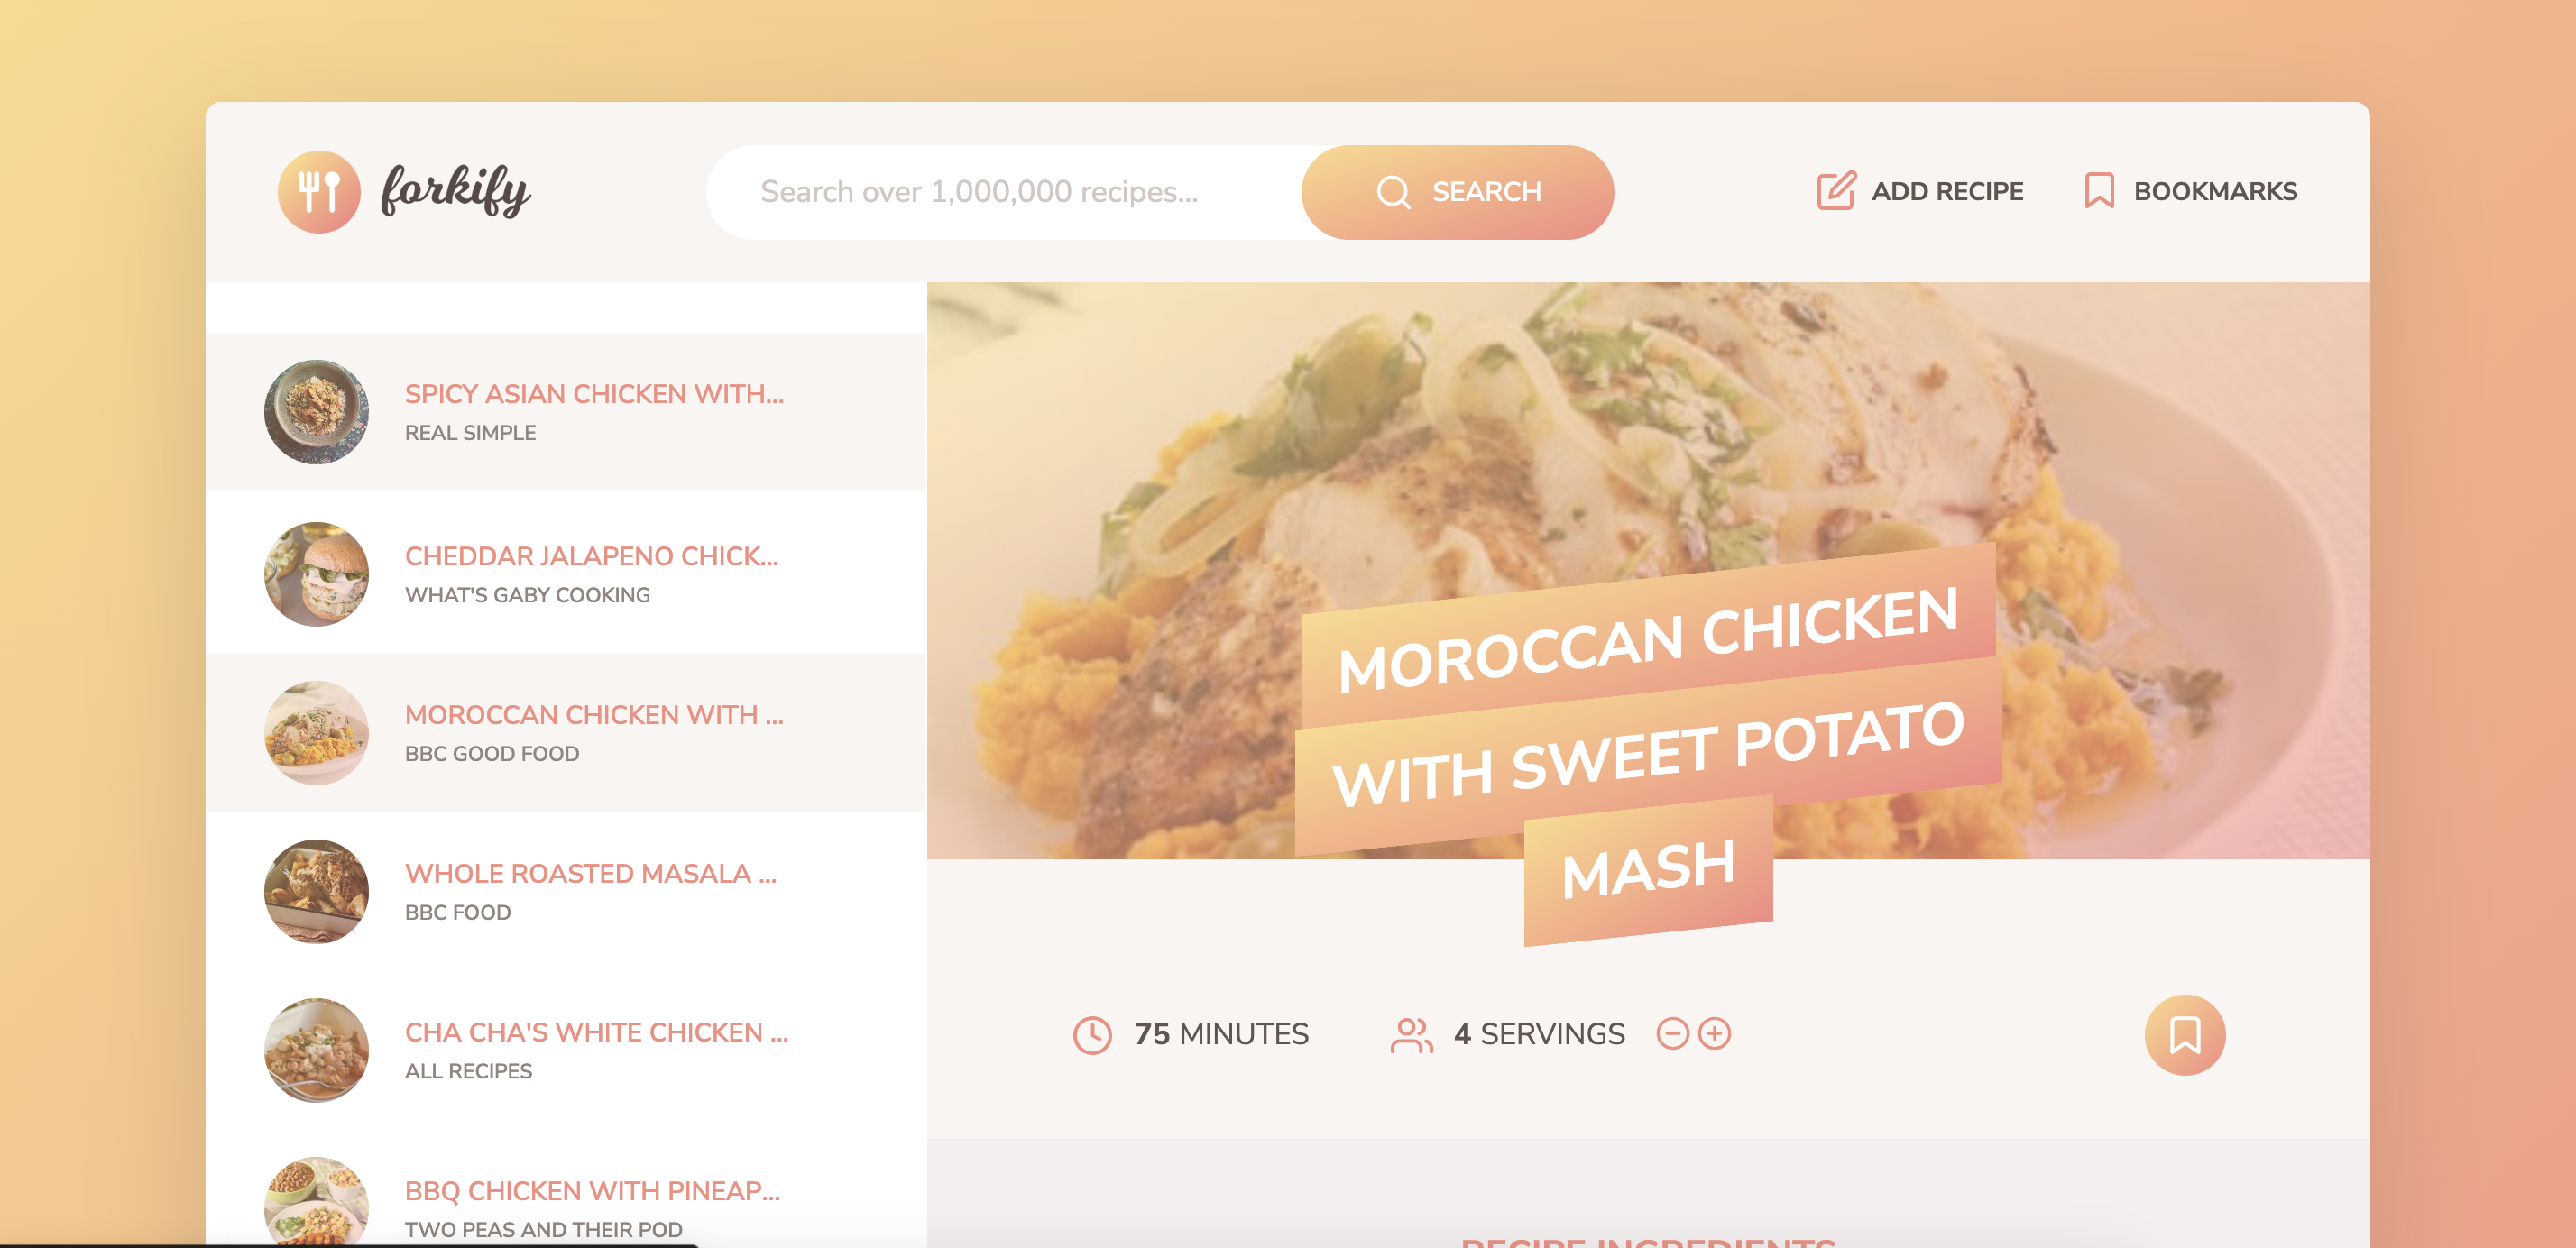 forkify
Search over 1,000,000 recipes...
SEARCH
ADD RECIPE
BOOKMARKS
SPICY ASIAN CHICKEN WITH...
REAL SIMPLE
CHEDDAR JALAPENO CHICK...
WHAT'S GABY COOKING
MOROCCAN CHICKEN WITH ...
BBC GOOD FOOD
WHOLE ROASTED MASALA ...
BBC FOOD
CHA CHA'S WHITE CHICKEN ...
ALL RECIPES
BBQ CHICKEN WITH PINEAP...
TWO PEAS AND THEIR POD
MOROCCAN CHICKEN
WITH SWEET POTATO
MASH
75 MINUTES
4 SERVINGS
RECIPE INGREDIENTS